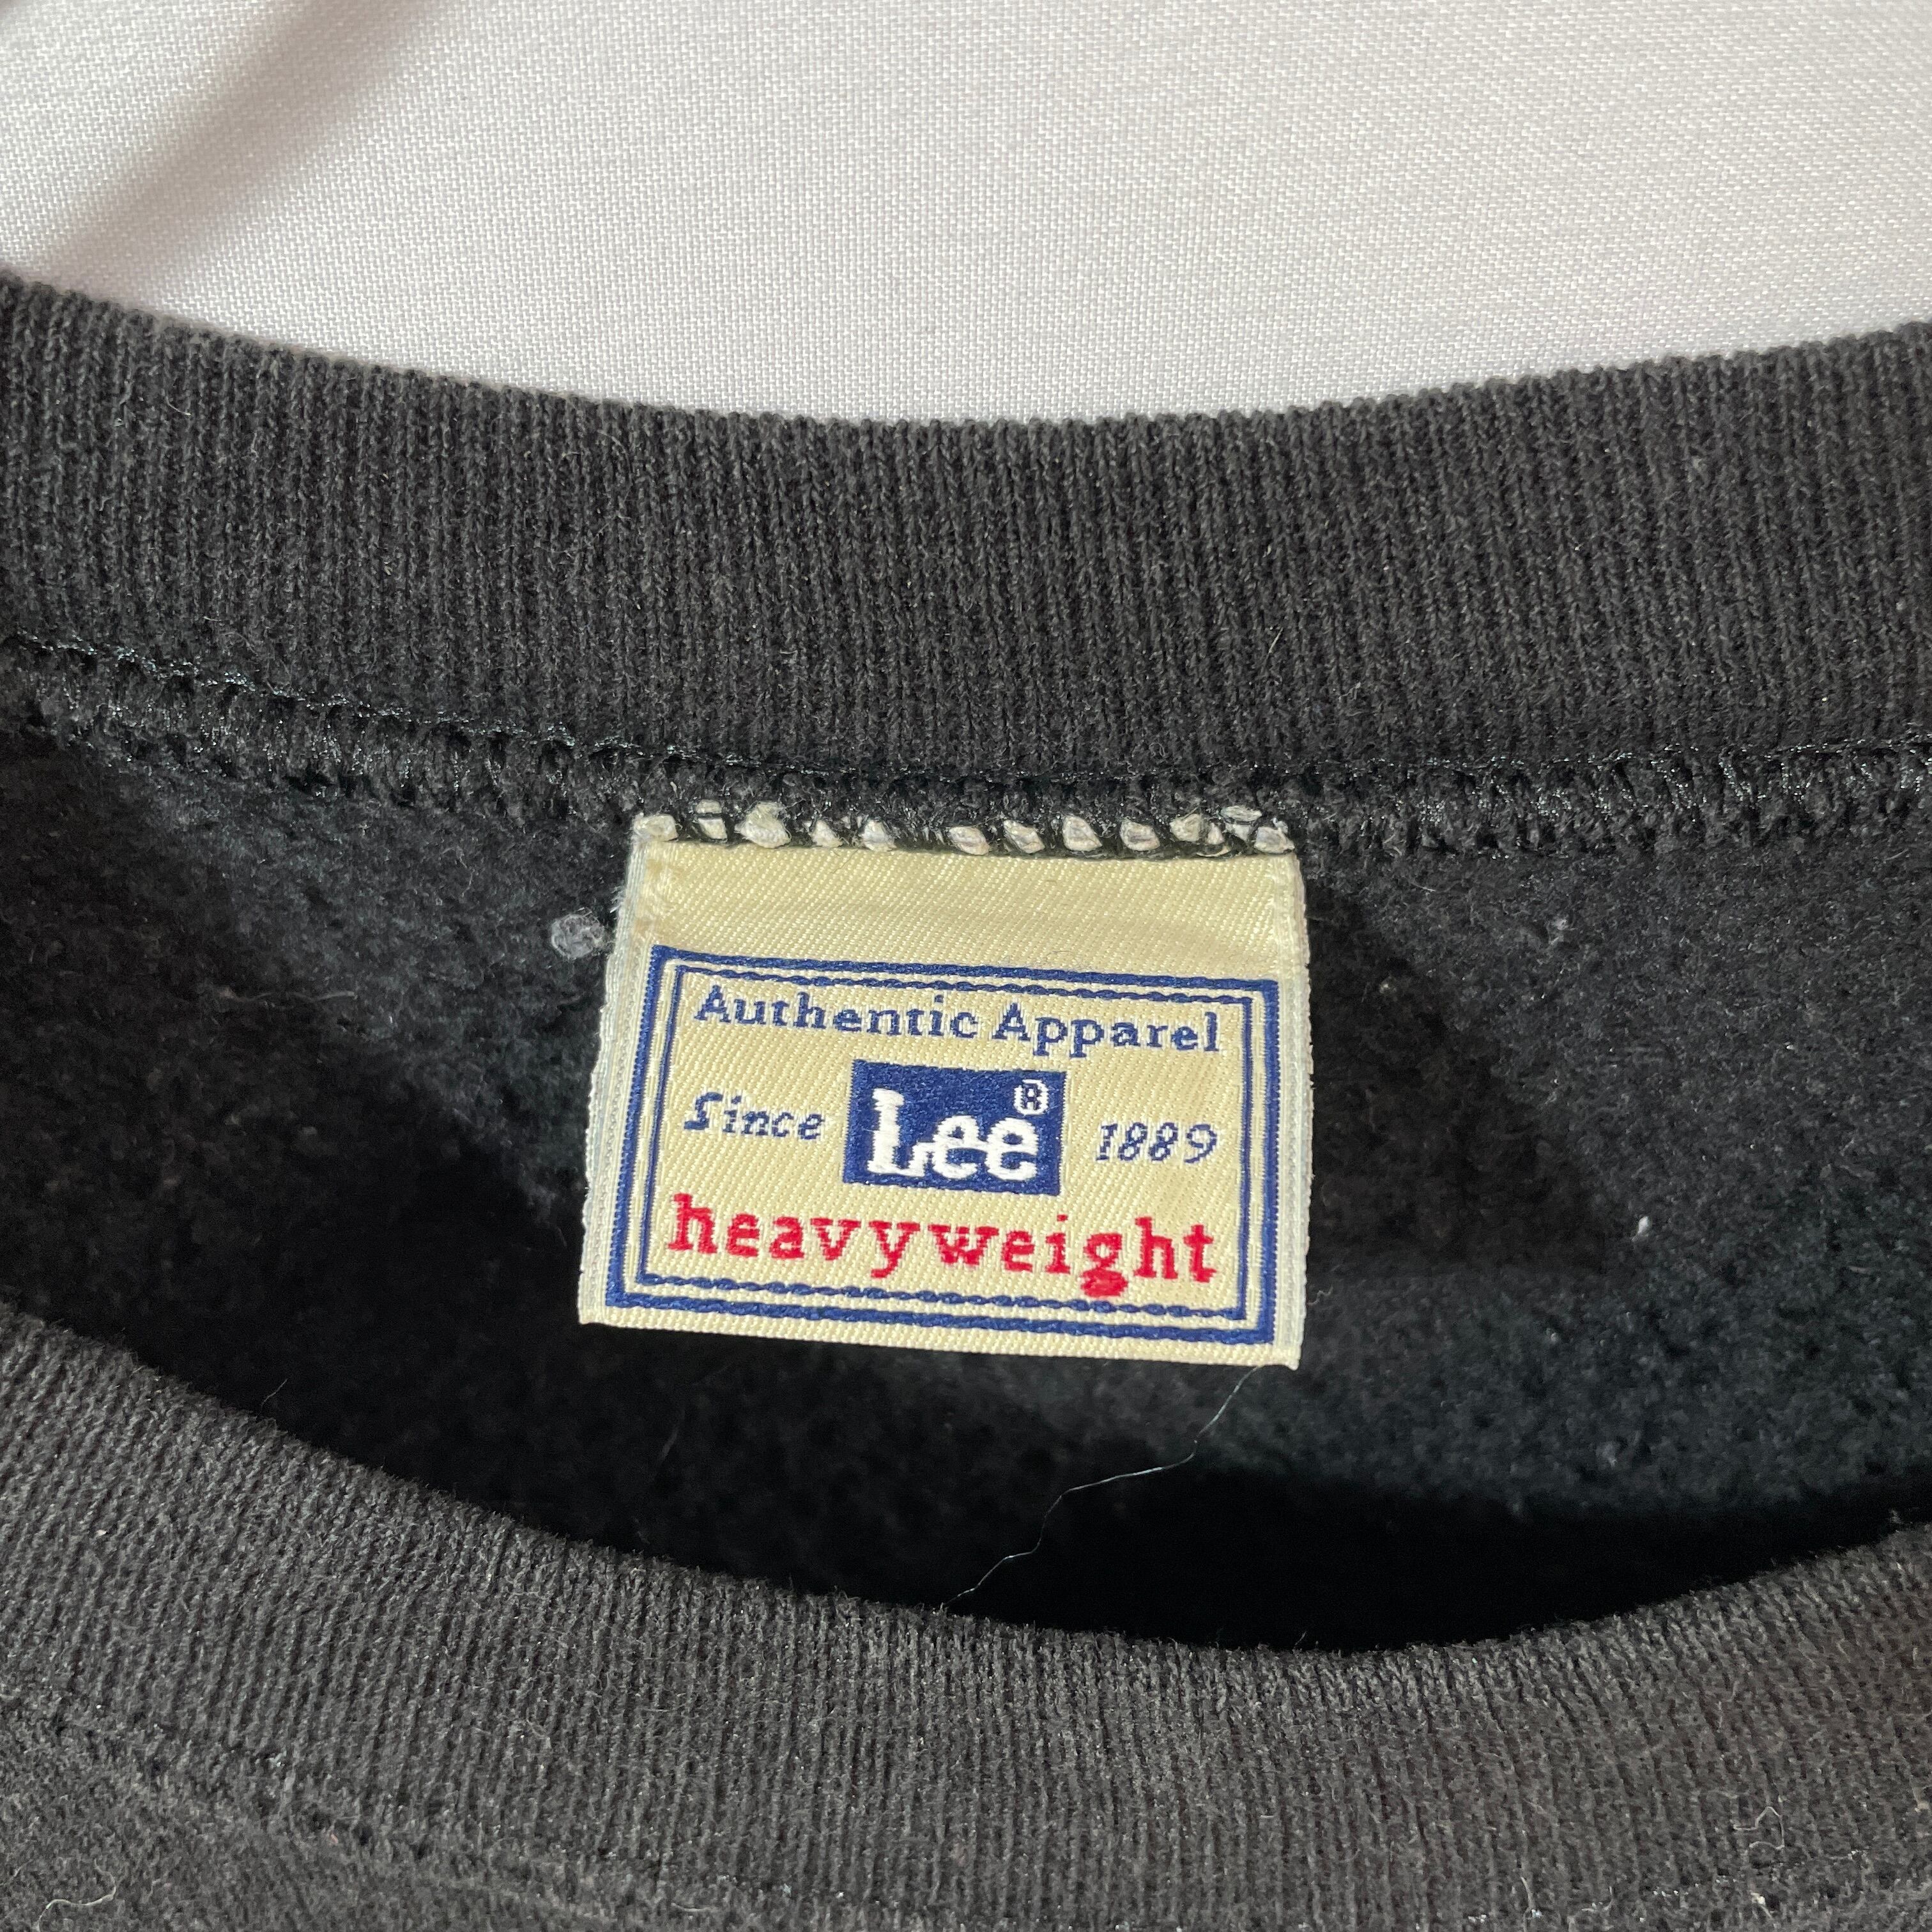 Authentic Apparel
Since Lee® 1889
heavyweight